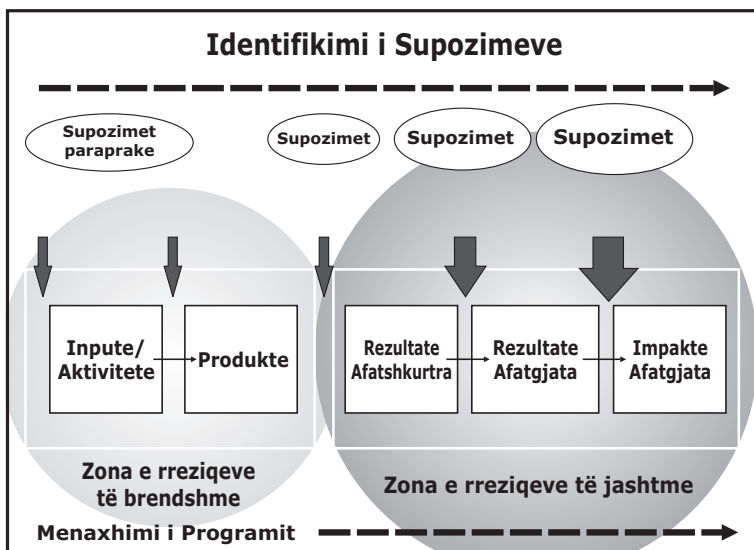 Identifikimi i Supozimeve
Supozimet
paraprake
Supozimet
Supozimet
Supozimet
Inpute/
Aktivitete
Produkte
Rezultate
Afatshkurtra
Rezultate
Afatgjata
Impakte
Afatgjata
Zona e rreziqeve
të brendshme
Zona e rreziqeve të jashtme
Menaxhimi i Programit